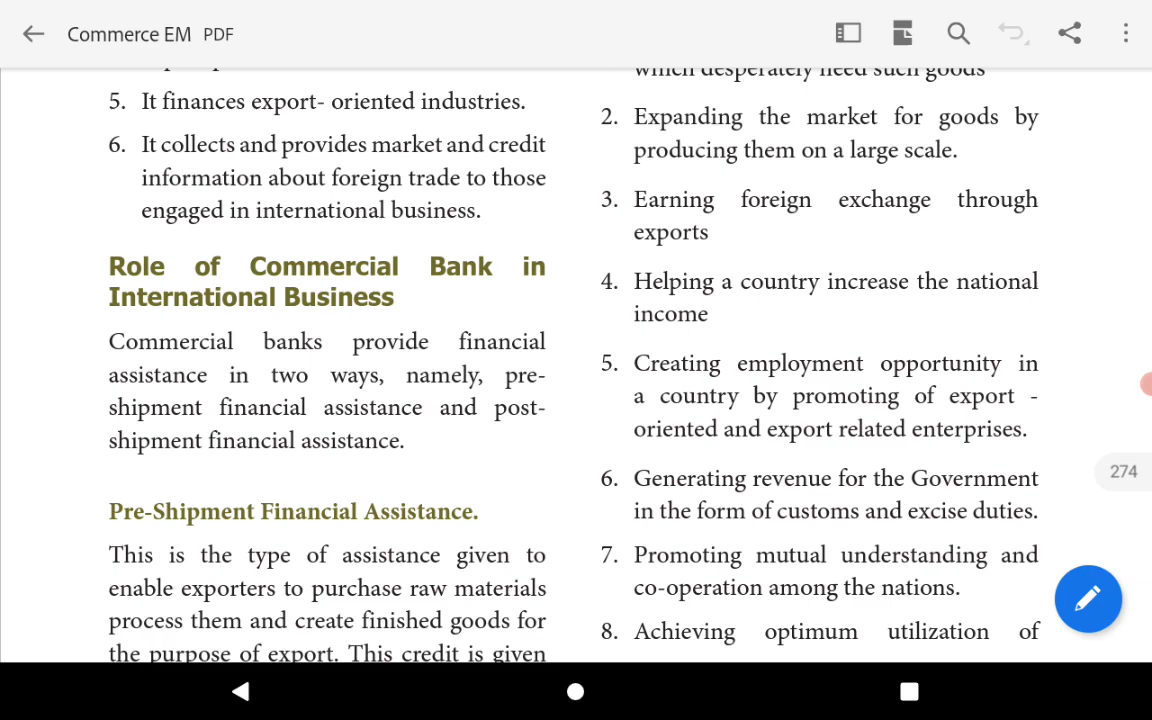 Commerce EM PDF
5. It finances export- oriented industries.
6. It collects and provides market and credit
information about foreign trade to those
engaged in international business.
Role of Commercial Bank in
International Business
Commercial banks provide financial
assistance in two ways, namely, pre-
shipment financial assistance and post-
shipment financial assistance.
Pre-Shipment Financial Assistance.
This is the type of assistance given to
enable exporters to purchase raw materials
process them and create finished goods for
the purpose of export. This credit is given
which desperately need such goods
2. Expanding the market for goods by
producing them on a large scale.
3. Earning foreign exchange through
exports
4. Helping a country increase the national
income
5. Creating employment opportunity in
a country by promoting of export -
oriented and export related enterprises.
6. Generating revenue for the Government
in the form of customs and excise duties.
7. Promoting mutual understanding and
co-operation among the nations.
8. Achieving optimum utilization of
274